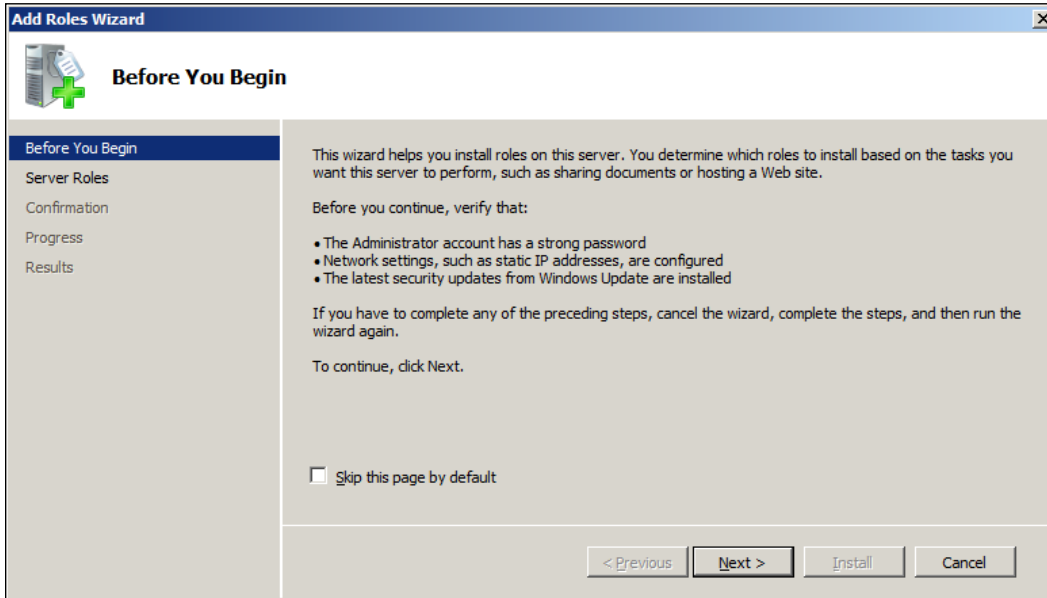 Add Roles Wizard
Before You Begin
Before You Begin
Server Roles
Confirmation
Progress
Results
This wizard helps you install roles on this server. You determine which roles to install based on the tasks you
want this server to perform, such as sharing documents or hosting a Web site.
Before you continue, verify that:
• The Administrator account has a strong password
• Network settings, such as static IP addresses, are configured
• The latest security updates from Windows Update are installed
If you have to complete any of the preceding steps, cancel the wizard, complete the steps, and then run the
wizard again.
To continue, click Next.
Skip this page by default
< Previous Next > Install Cancel